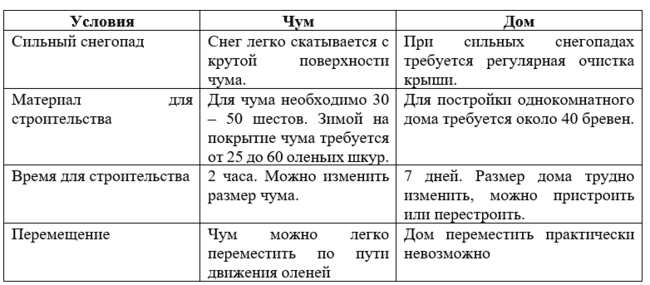 Условия Чум Дом
Сильный снегопад
Снег легко скатывается с
крутой поверхности
чума.
При сильных снегопадах
требуется регулярная очистка
крыши.
Материал для
строительства
Для чума необходимо 30
– 50 шестов. Зимой на
покрытие чума требуется
от 25 до 60 оленьих шкур.
Для постройки однокомнатного
дома требуется около 40 бревен.
Время для строительства
2 часа. Можно изменить
размер чума.
7 дней. Размер дома трудно
изменить, можно пристроить
или перестроить.
Перемещение
Чум можно легко
переместить по пути
движения оленей
Дом переместить практически
невозможно